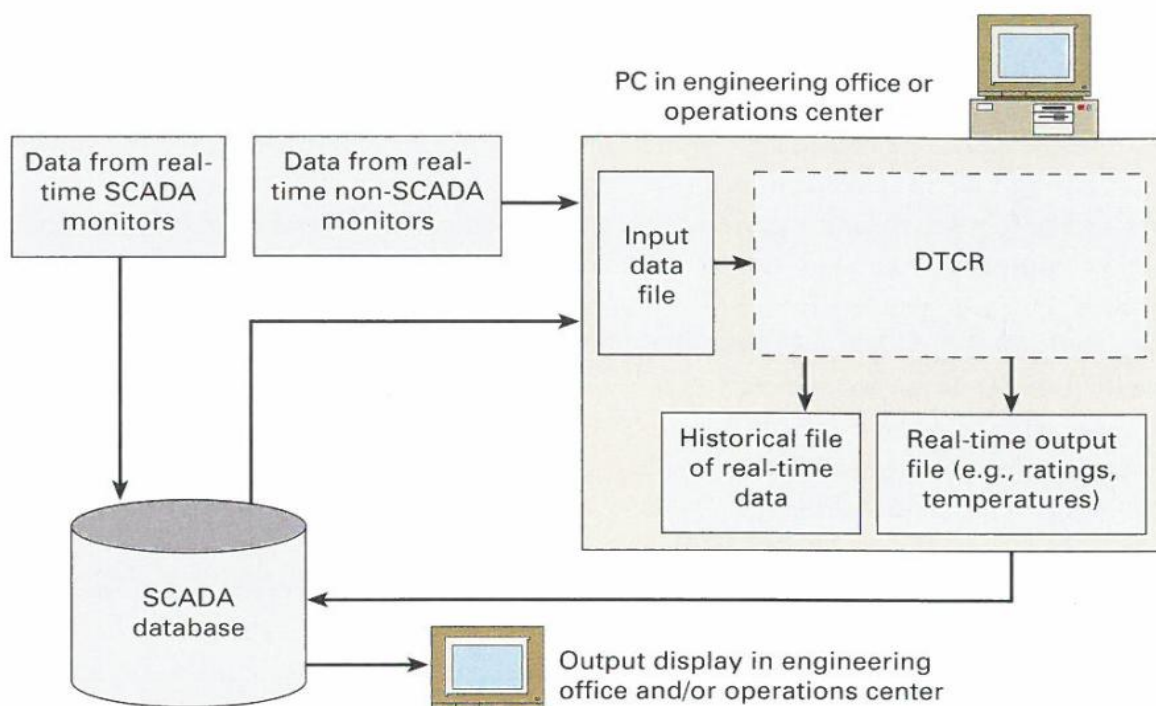 PC in engineering office or
operations center
Data from real-
time SCADA
monitors
Data from real-
time non-SCADA
monitors
Input
data
file
DTCR
Historical file
of real-time
data
Real-time output
file (e.g., ratings,
temperatures)
SCADA
database
Output display in engineering
office and/or operations center